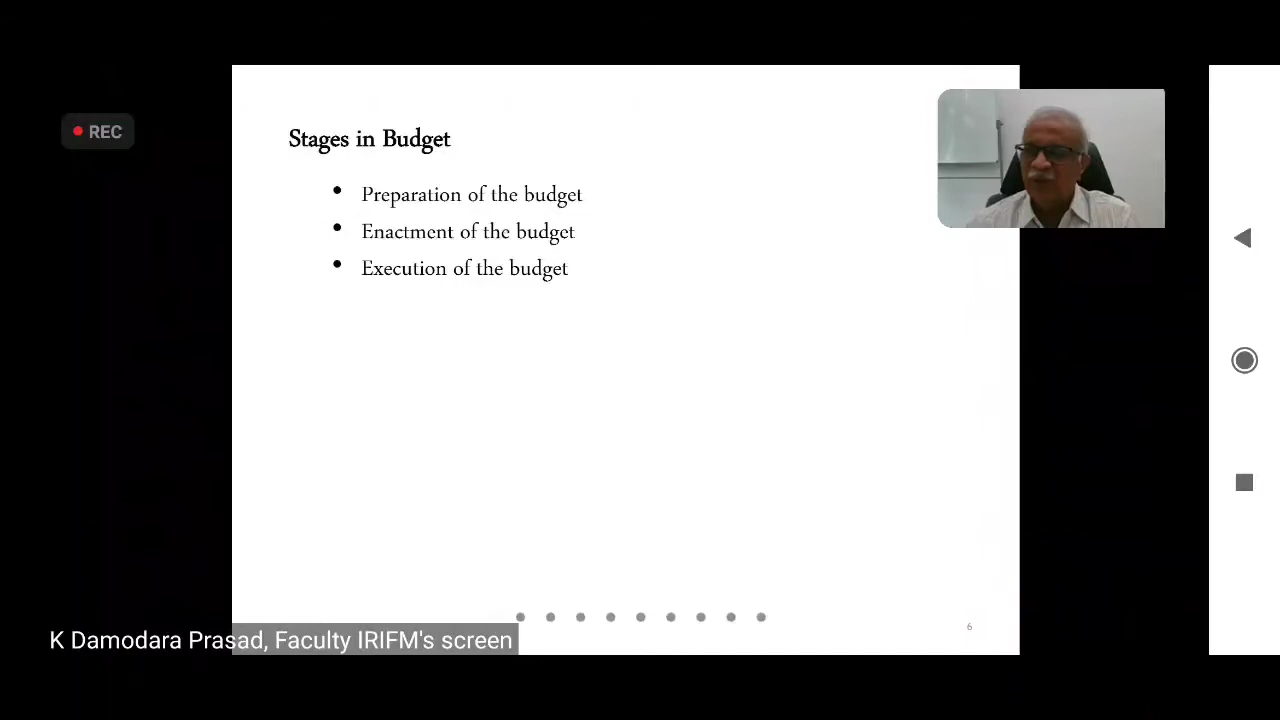 REC
Stages in Budget
• Preparation of the budget
• Enactment of the budget
• Execution of the budget
6
K Damodara Prasad, Faculty IRIFM's screen